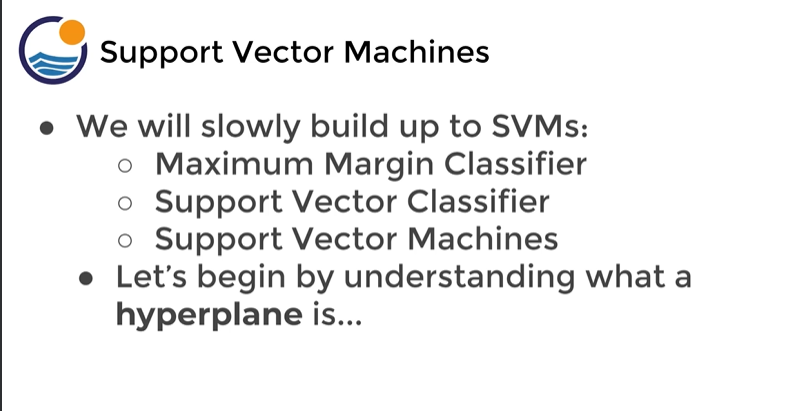 Support Vector Machines
● We will slowly build up to SVMs:
○ Maximum Margin Classifier
○ Support Vector Classifier
○ Support Vector Machines
● Let's begin by understanding what a
hyperplane is...